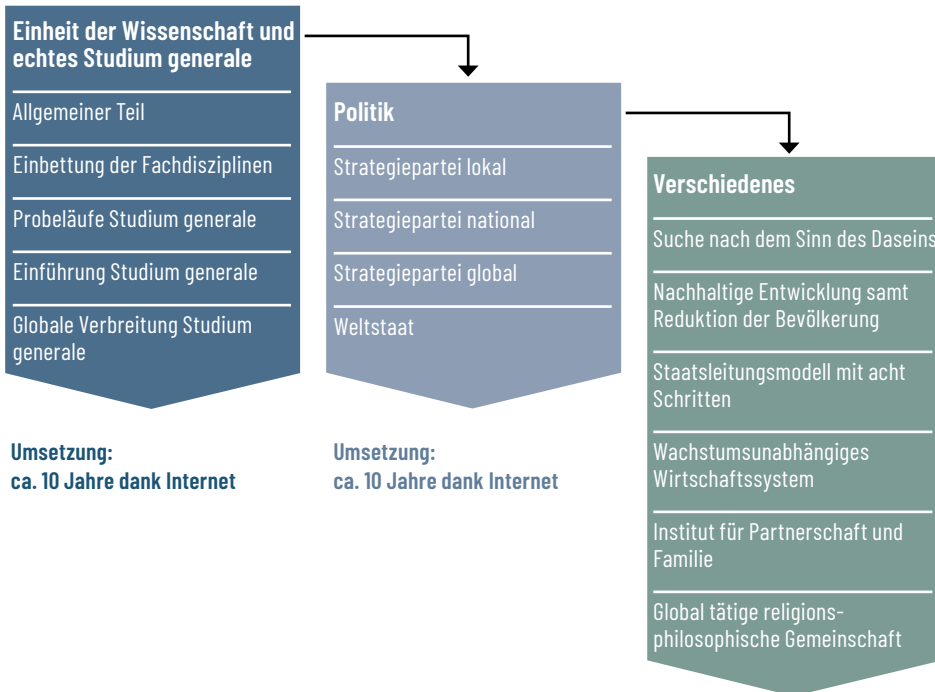 Einheit der Wissenschaft und
echtes Studium generale
Allgemeiner Teil
Einbettung der Fachdisziplinen
Probeläufe Studium generale
Einführung Studium generale
Globale Verbreitung Studium
generale
Umsetzung:
ca. 10 Jahre dank Internet
Politik
Strategiepartei lokal
Strategiepartei national
Strategiepartei global
Weltstaat
Umsetzung:
ca. 10 Jahre dank Internet
Verschiedenes
Suche nach dem Sinn des Daseins
Nachhaltige Entwicklung samt
Reduktion der Bevölkerung
Staatsleitungsmodell mit acht
Schritten
Wachstumsunabhängiges
Wirtschaftssystem
Institut für Partnerschaft und
Familie
Global tätige religions-
philosophische Gemeinschaft